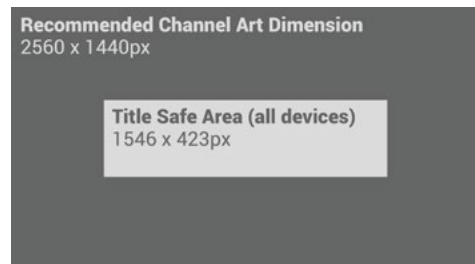 Recommended Channel Art Dimension
2560 x 1440px
Title Safe Area (all devices)
1546 x 423px